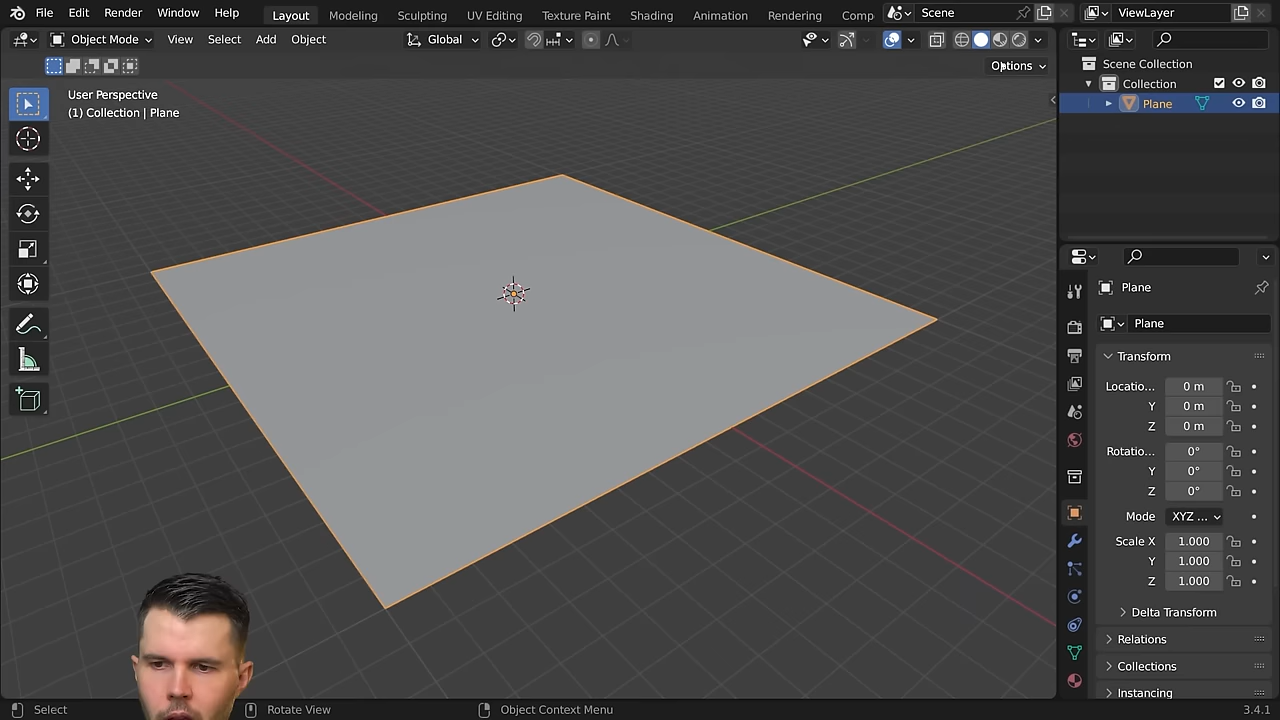 File Edit Render Window Help Layout Modeling Sculpting UV Editing Texture Paint Shading Animation Rendering Comp Scene ViewLayer
Object Mode View Select Add Object Global
Options
User Perspective
(1) Collection | Plane
Scene Collection
Collection
Plane
Plane
Plane
Transform
Locatio... 0 m
Y 0 m
Z 0 m
Rotatio... 0°
Y 0°
Z 0°
Mode XYZ ...
Scale X 1.000
Y 1.000
Z 1.000
Delta Transform
Relations
Collections
Instancing
Select Rotate View Object Context Menu 3.4.1